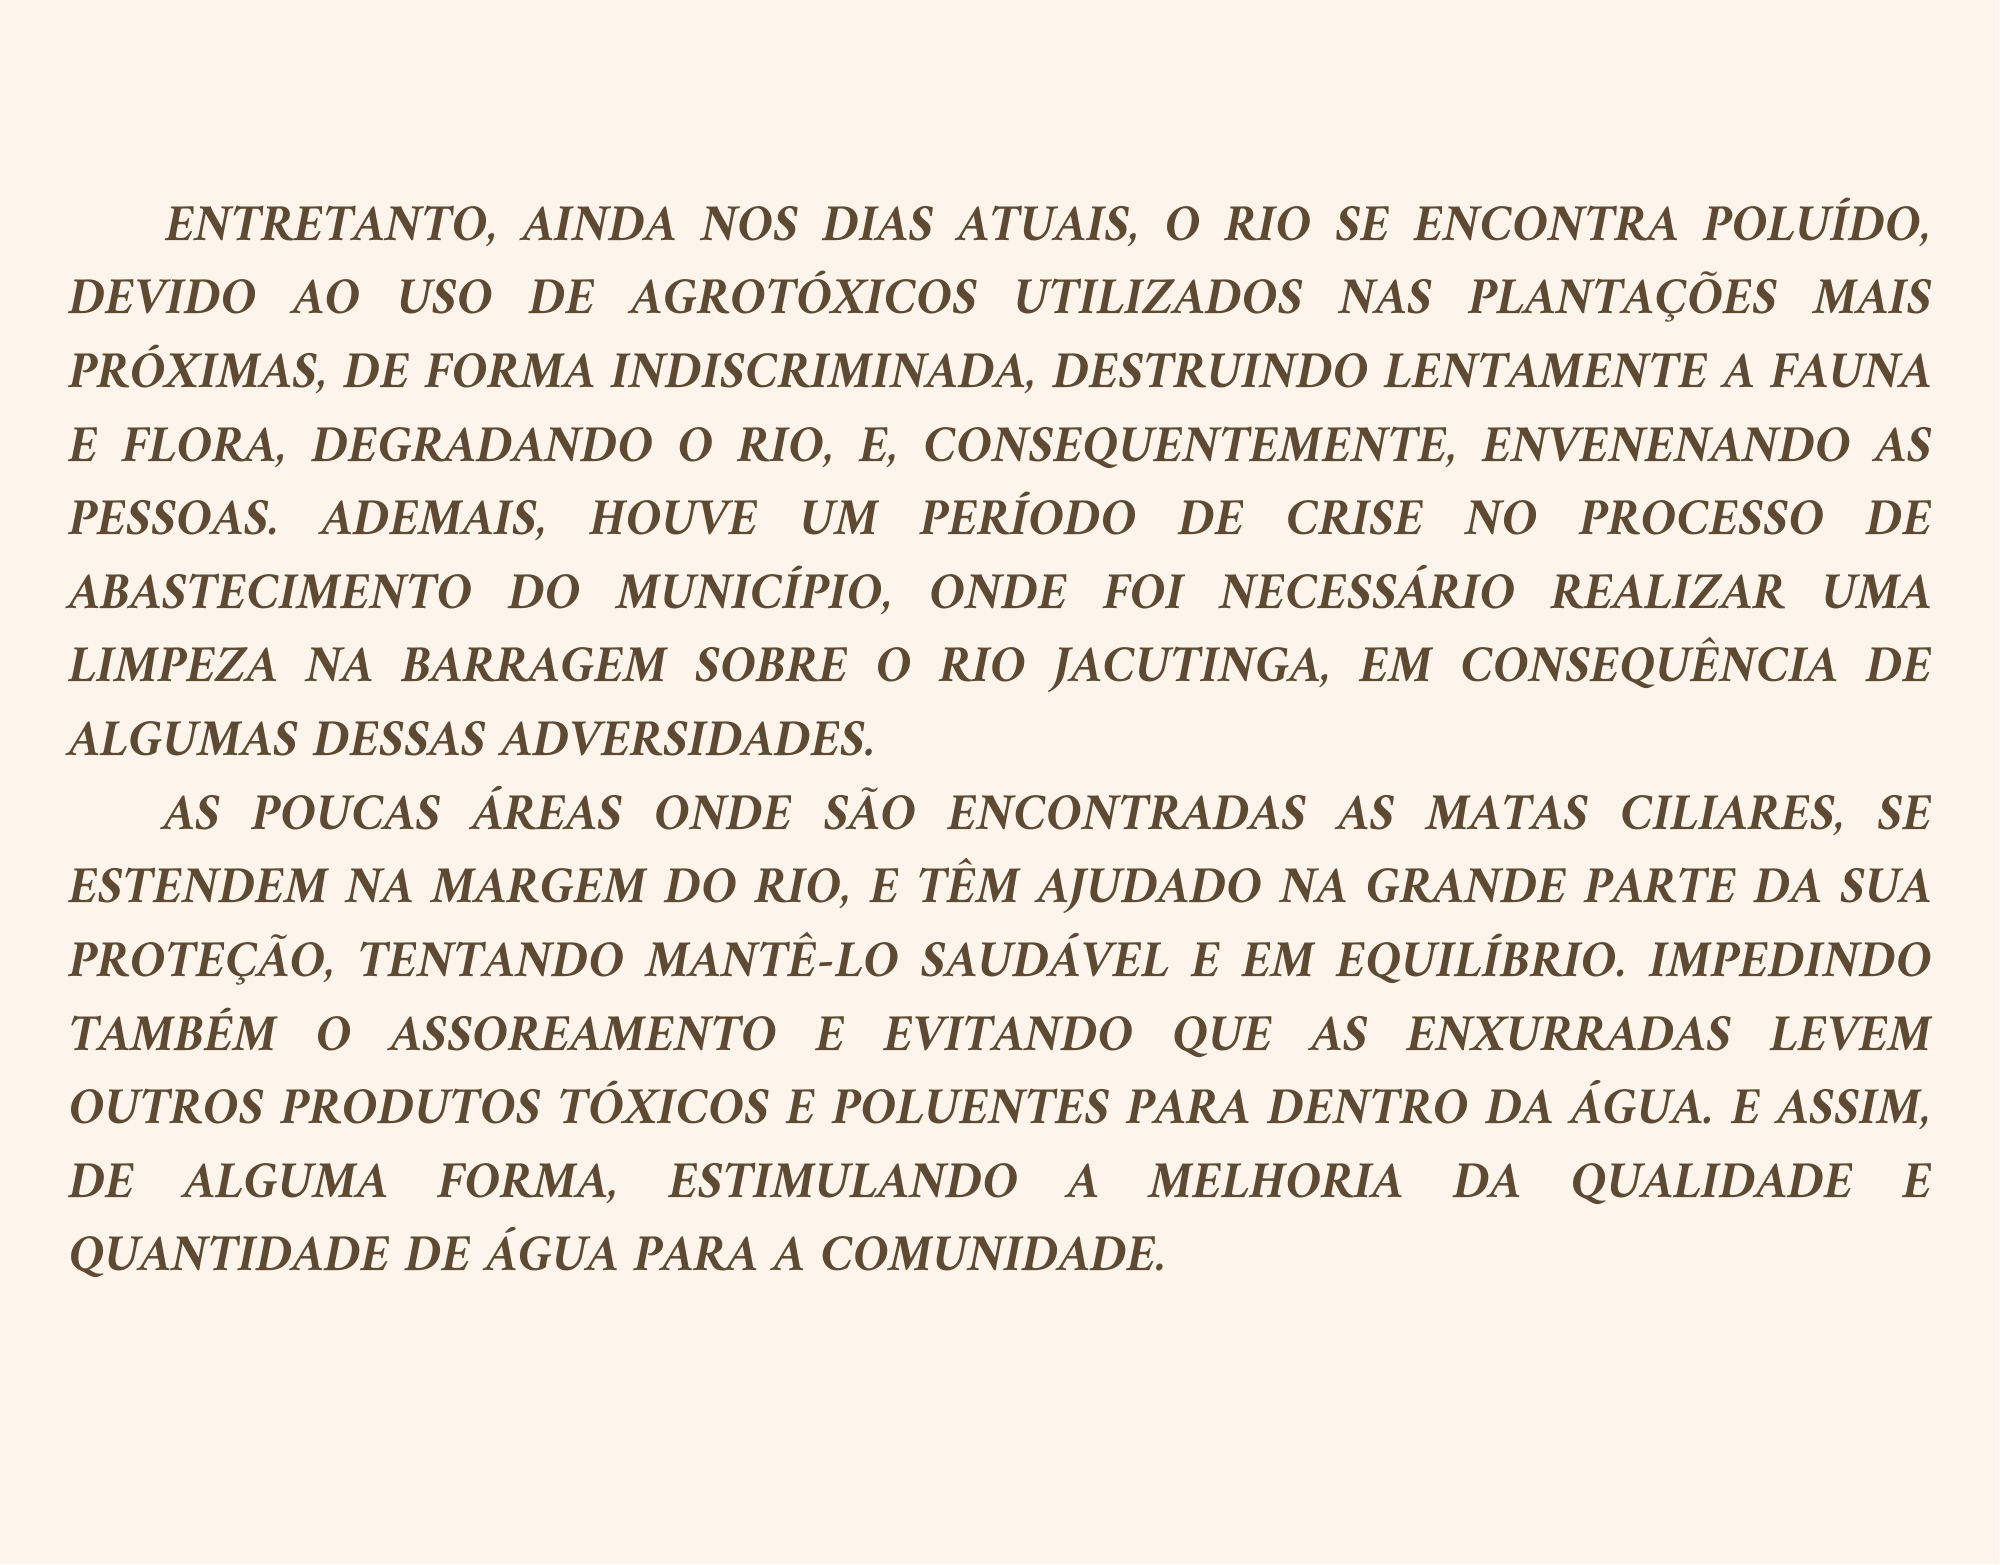 ENTRETANTO, AINDA NOS DIAS ATUAIS, O RIO SE ENCONTRA POLUÍDO,
DEVIDO AO USO DE AGROTÓXICOS UTILIZADOS NAS PLANTAÇÕES MAIS
PRÓXIMAS, DE FORMA INDISCRIMINADA, DESTRUINDO LENTAMENTE A FAUNA
E FLORA, DEGRADANDO O RIO, E, CONSEQUENTEMENTE, ENVENENANDO AS
PESSOAS. ADEMAIS, HOUVE UM PERÍODO DE CRISE NO PROCESSO DE
ABASTECIMENTO DO MUNICÍPIO, ONDE FOI NECESSÁRIO REALIZAR UMA
LIMPEZA NA BARRAGEM SOBRE O RIO JACUTINGA, EM CONSEQUÊNCIA DE
ALGUMAS DESSAS ADVERSIDADES.
AS POUCAS ÁREAS ONDE SÃO ENCONTRADAS AS MATAS CILIARES, SE
ESTENDEM NA MARGEM DO RIO, E TÊM AJUDADO NA GRANDE PARTE DA SUA
PROTEÇÃO, TENTANDO MANTÊ-LO SAUDÁVEL E EM EQUILÍBRIO. IMPEDINDO
TAMBÉM O ASSOREAMENTO E EVITANDO QUE AS ENXURRADAS LEVEM
OUTROS PRODUTOS TÓXICOS E POLUENTES PARA DENTRO DA ÁGUA. E ASSIM,
DE ALGUMA FORMA, ESTIMULANDO A MELHORIA DA QUALIDADE E
QUANTIDADE DE ÁGUA PARA A COMUNIDADE.